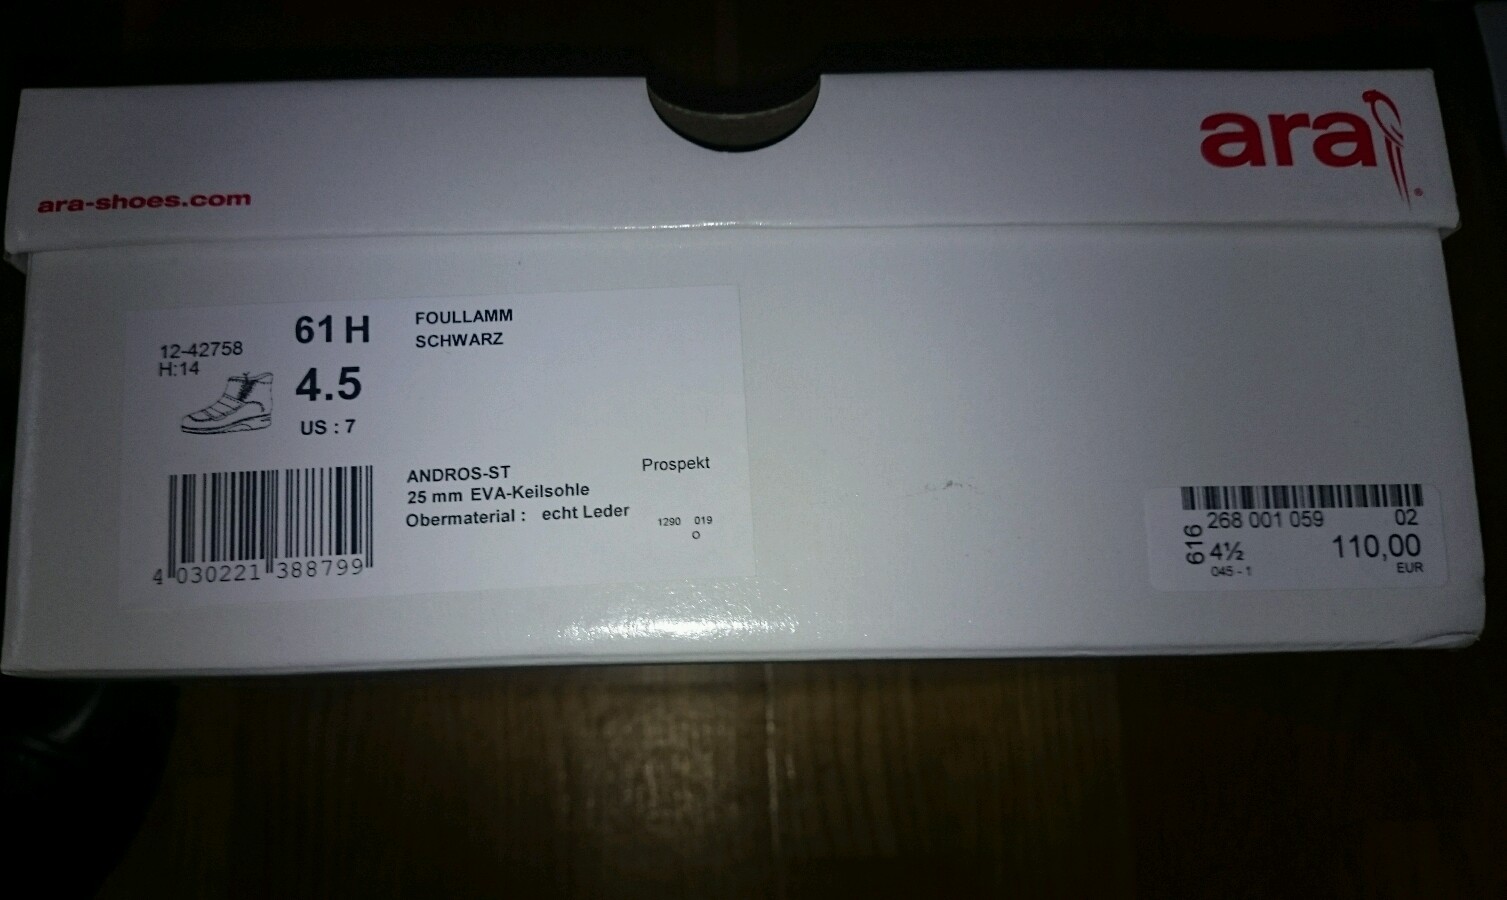 ara
®
ara-shoes.com
12-42758
H:14
61 H
4.5
US : 7
FOULLAMM
SCHWARZ
4 030221 388799
ANDROS-ST
25 mm EVA-Keilsohle
Obermaterial : echt Leder
Prospekt
1290 019
O
616
268 001 059 02
4½ 110,00
045 - 1 EUR